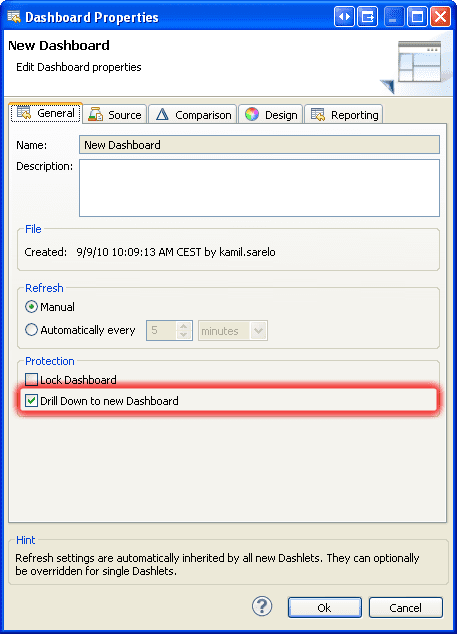 Dashboard Properties
New Dashboard
Edit Dashboard properties
General Source Comparison Design Reporting
Name: New Dashboard
Description:
File
Created: 9/9/10 10:09:13 AM CEST by kamil.sarelo
Refresh
Manual
Automatically every 5 minutes
Protection
Lock Dashboard
Drill Down to new Dashboard
Hint
Refresh settings are automatically inherited by all new Dashlets. They can optionally
be overridden for single Dashlets.
? Ok Cancel